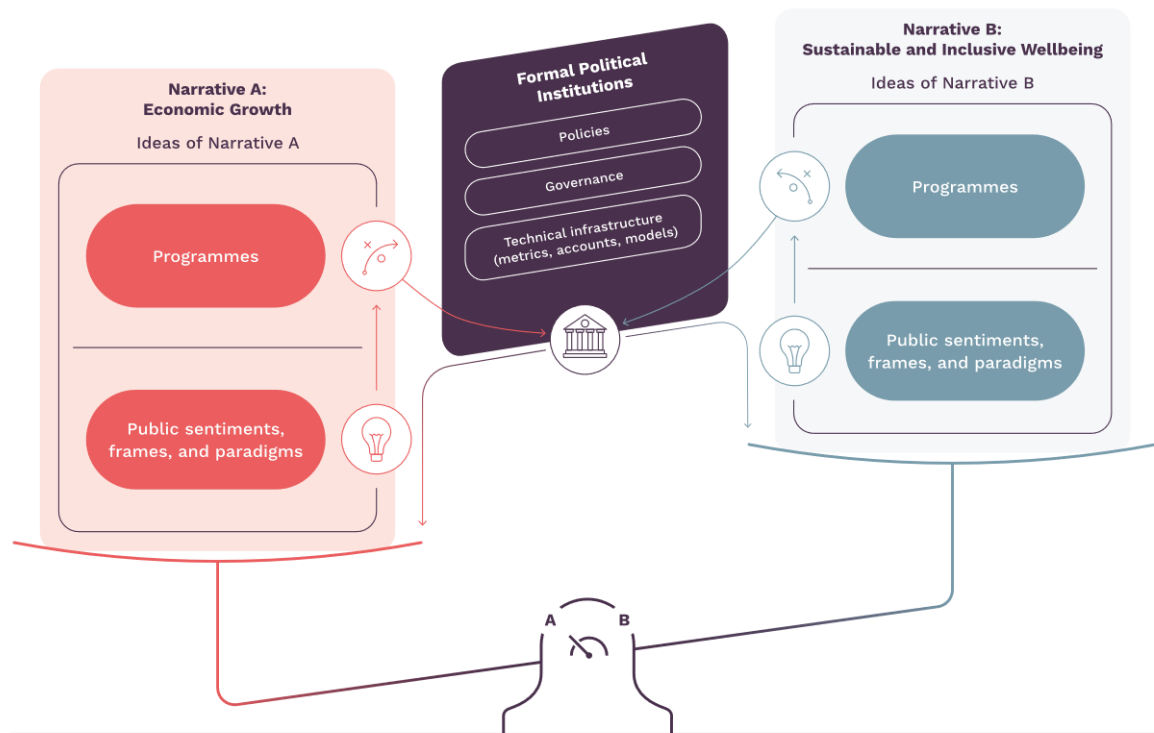 Narrative A:
Economic Growth
Ideas of Narrative A
Programmes
Public sentiments,
frames, and paradigms
Formal Political
Institutions
Policies
Governance
Technical infrastructure
(metrics, accounts, models)
Narrative B:
Sustainable and Inclusive Wellbeing
Ideas of Narrative B
Programmes
Public sentiments,
frames, and paradigms
A
B